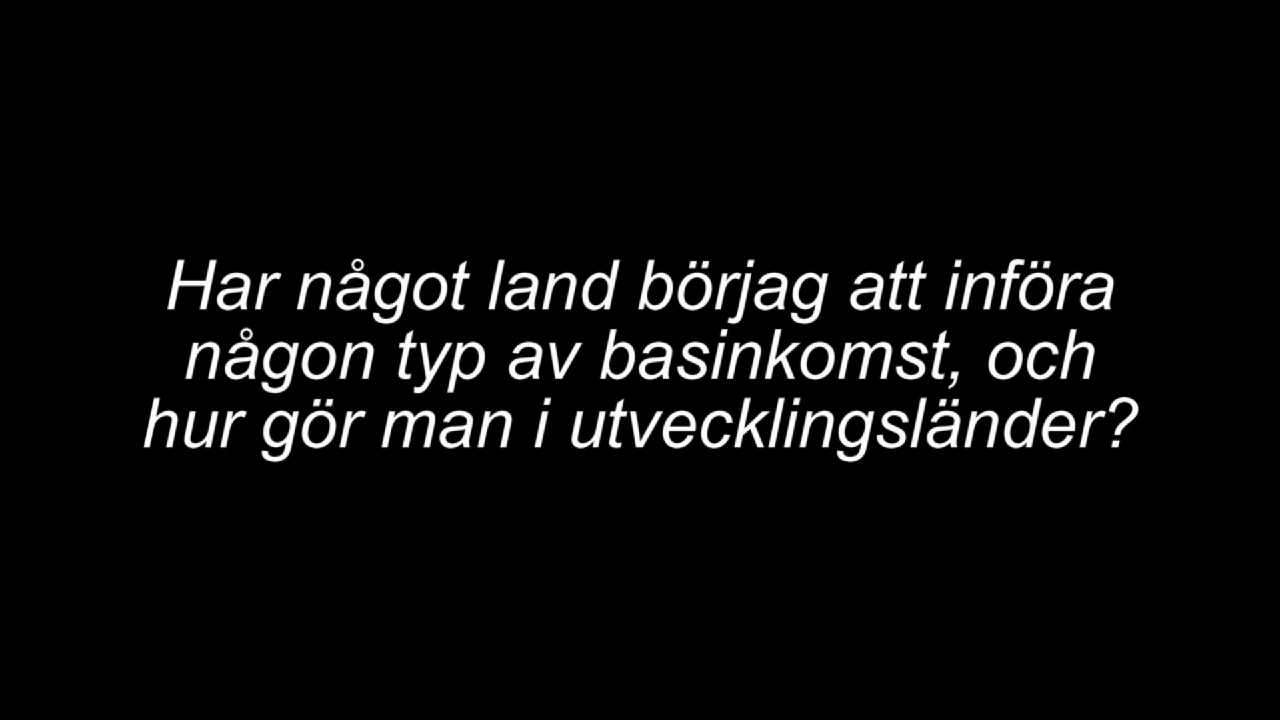 Har något land börjag att införa
någon typ av basinkomst, och
hur gör man i utvecklingsländer?